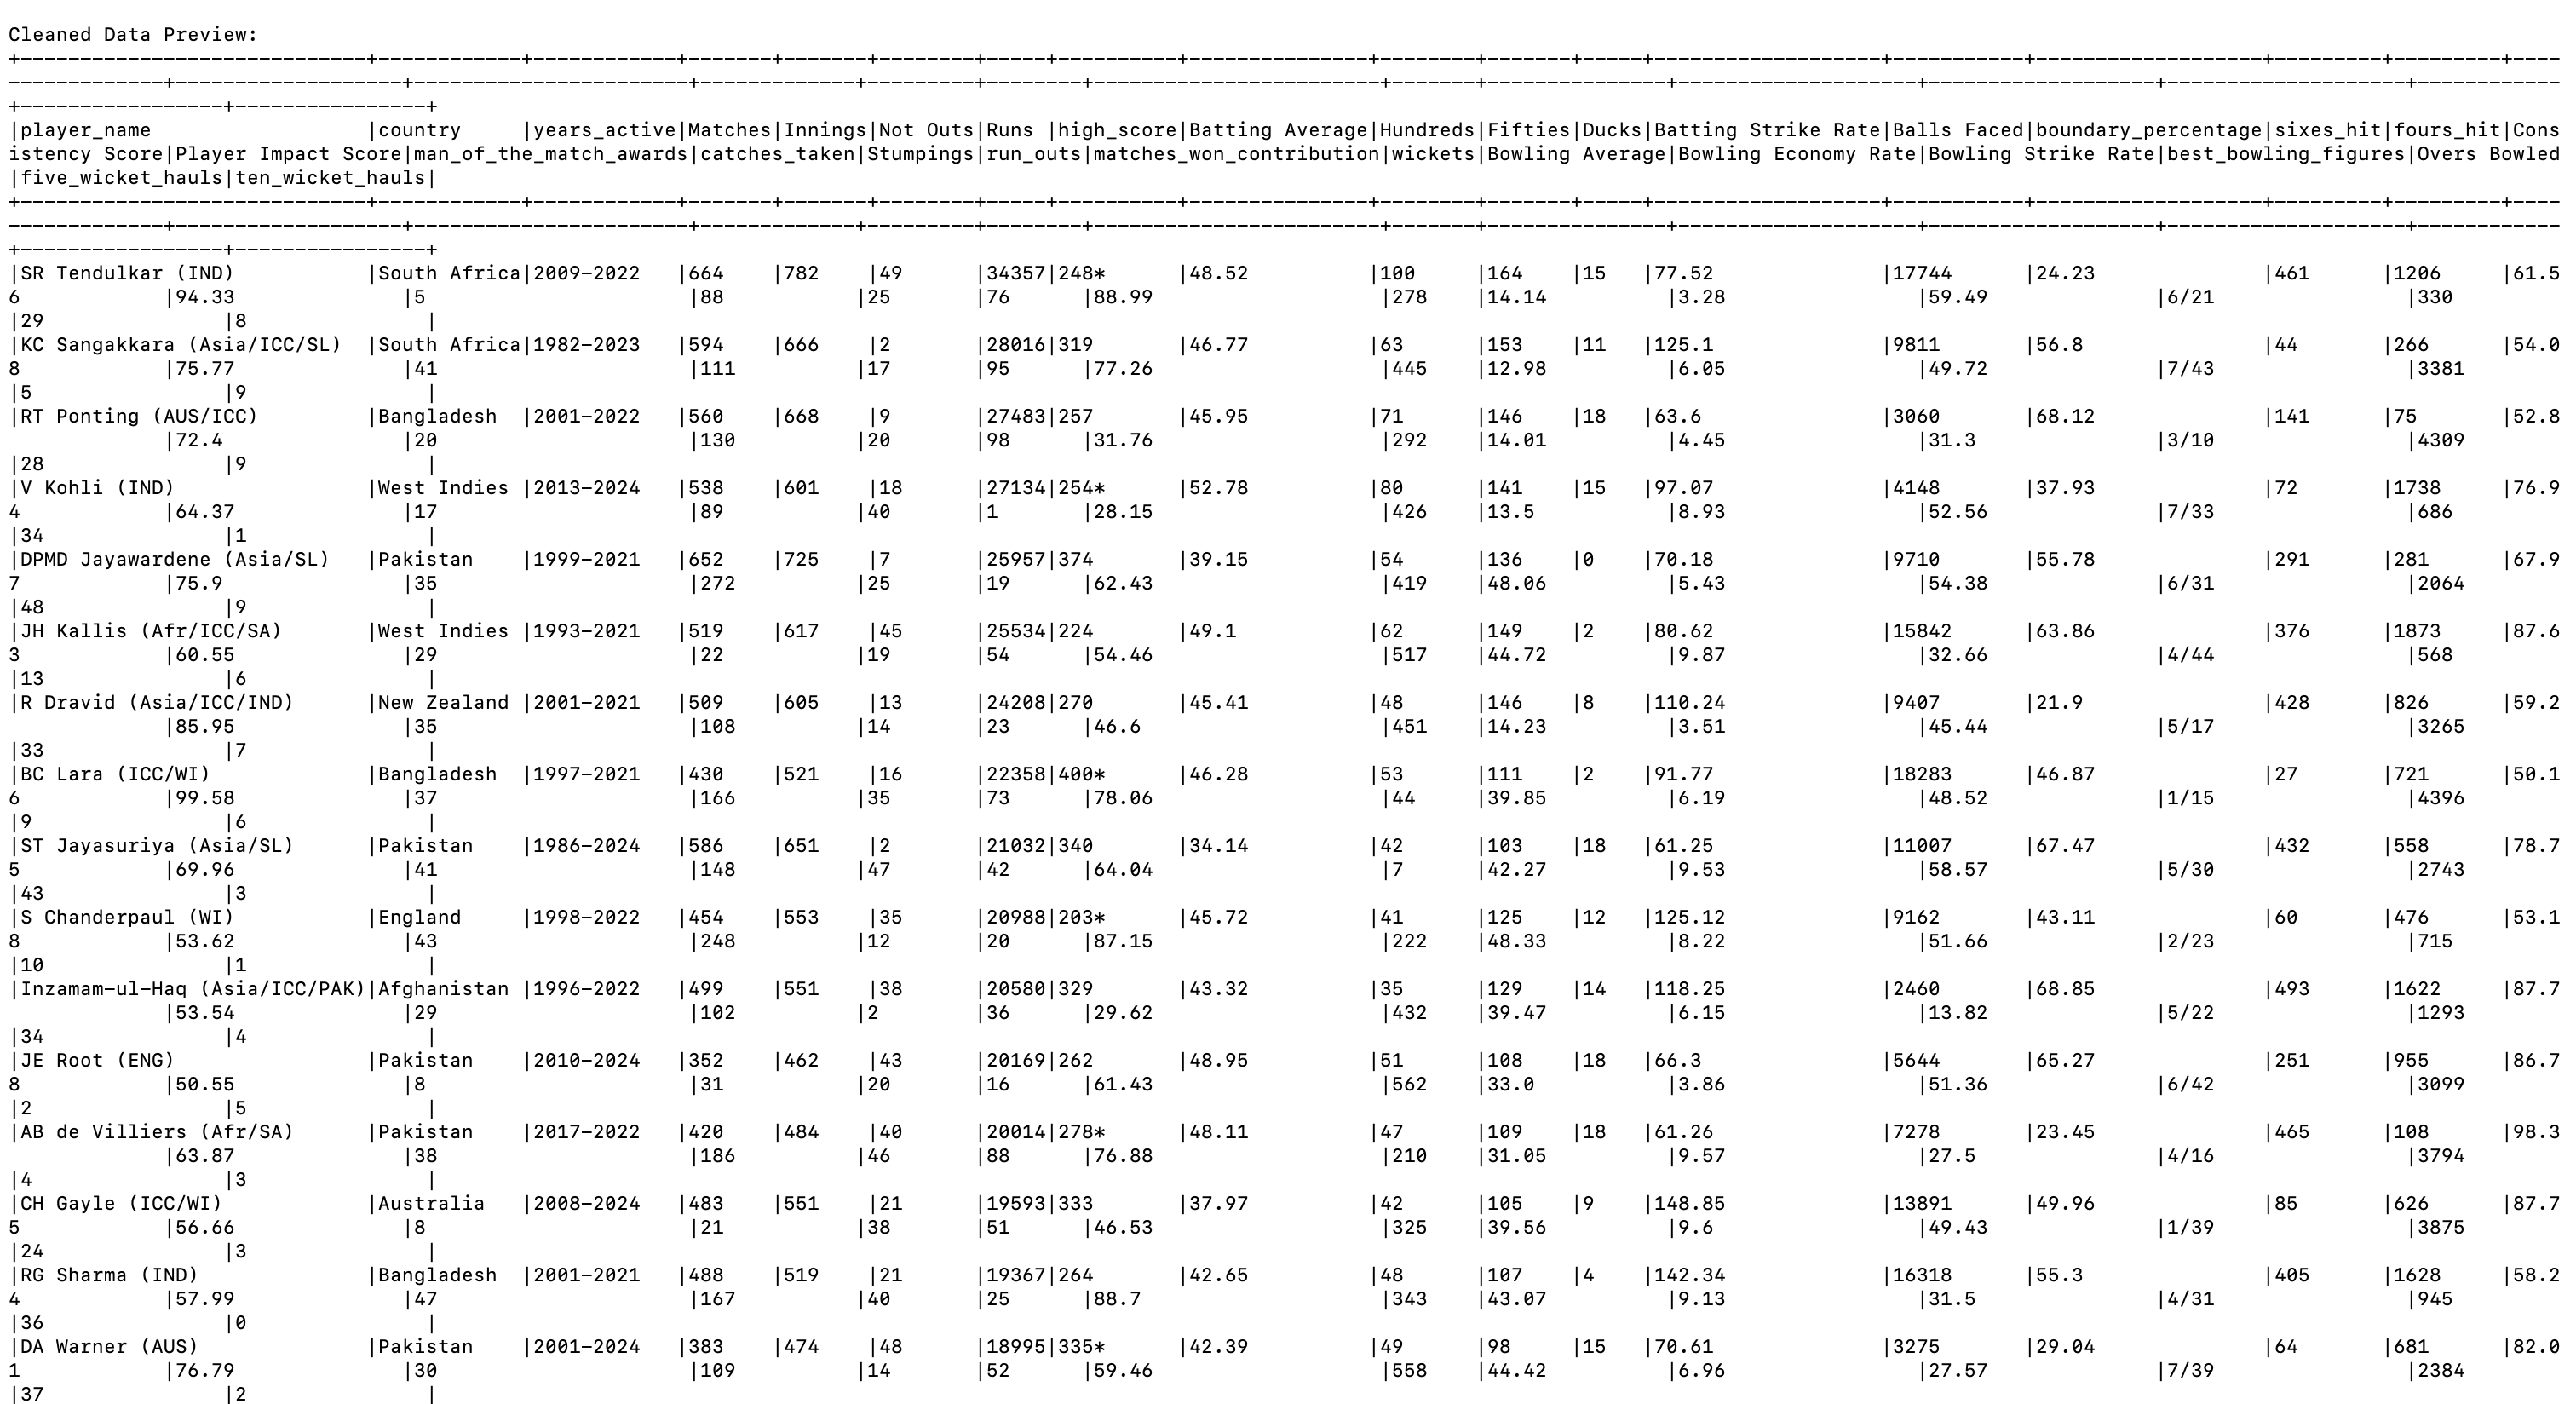 Cleaned Data Preview:
+-----------------------------+------------+------------+-------+-------+--------+-----+----------+---------------+--------+-------+-----+-------------------+-----------+-------------------+---------+---------+----
-------------+-------------------+-----------------------+-------------+---------+--------+------------------------+-------+---------------+--------------------+-------------------+--------------------+------------
+-----------------+----------------+
|player_name |country |years_active|Matches|Innings|Not Outs|Runs |high_score|Batting Average|Hundreds|Fifties|Ducks|Batting Strike Rate|Balls Faced|boundary_percentage|sixes_hit|fours_hit|Cons
istency Score|Player Impact Score|man_of_the_match_awards|catches_taken|Stumpings|run_outs|matches_won_contribution|wickets|Bowling Average|Bowling Economy Rate|Bowling Strike Rate|best_bowling_figures|Overs Bowled
|five_wicket_hauls|ten_wicket_hauls|
+-----------------------------+------------+------------+-------+-------+--------+-----+----------+---------------+--------+-------+-----+-------------------+-----------+-------------------+---------+---------+----
-------------+-------------------+-----------------------+-------------+---------+--------+------------------------+-------+---------------+--------------------+-------------------+--------------------+------------
+-----------------+----------------+
|SR Tendulkar (IND) |South Africa|2009-2022 |664 |782 |49 |34357|248* |48.52 |100 |164 |15 |77.52 |17744 |24.23 |461 |1206 |61.5
6 |94.33 |5 |88 |25 |76 |88.99 |278 |14.14 |3.28 |59.49 |6/21 |330
|29 |8 |
|KC Sangakkara (Asia/ICC/SL) |South Africa|1982-2023 |594 |666 |2 |28016|319 |46.77 |63 |153 |11 |125.1 |9811 |56.8 |44 |266 |54.0
8 |75.77 |41 |111 |17 |95 |77.26 |445 |12.98 |6.05 |49.72 |7/43 |3381
|5 |9 |
|RT Ponting (AUS/ICC) |Bangladesh |2001-2022 |560 |668 |9 |27483|257 |45.95 |71 |146 |18 |63.6 |3060 |68.12 |141 |75 |52.8
|72.4 |20 |130 |20 |98 |31.76 |292 |14.01 |4.45 |31.3 |3/10 |4309
|28 |9 |
|V Kohli (IND) |West Indies |2013-2024 |538 |601 |18 |27134|254* |52.78 |80 |141 |15 |97.07 |4148 |37.93 |72 |1738 |76.9
4 |64.37 |17 |89 |40 |1 |28.15 |426 |13.5 |8.93 |52.56 |7/33 |686
|34 |1 |
|DPMD Jayawardene (Asia/SL) |Pakistan |1999-2021 |652 |725 |7 |25957|374 |39.15 |54 |136 |0 |70.18 |9710 |55.78 |291 |281 |67.9
7 |75.9 |35 |272 |25 |19 |62.43 |419 |48.06 |5.43 |54.38 |6/31 |2064
|48 |9 |
|JH Kallis (Afr/ICC/SA) |West Indies |1993-2021 |519 |617 |45 |25534|224 |49.1 |62 |149 |2 |80.62 |15842 |63.86 |376 |1873 |87.6
3 |60.55 |29 |22 |19 |54 |54.46 |517 |44.72 |9.87 |32.66 |4/44 |568
|13 |6 |
|R Dravid (Asia/ICC/IND) |New Zealand |2001-2021 |509 |605 |13 |24208|270 |45.41 |48 |146 |8 |110.24 |9407 |21.9 |428 |826 |59.2
|85.95 |35 |108 |14 |23 |46.6 |451 |14.23 |3.51 |45.44 |5/17 |3265
|33 |7 |
|BC Lara (ICC/WI) |Bangladesh |1997-2021 |430 |521 |16 |22358|400* |46.28 |53 |111 |2 |91.77 |18283 |46.87 |27 |721 |50.1
6 |99.58 |37 |166 |35 |73 |78.06 |44 |39.85 |6.19 |48.52 |1/15 |4396
|9 |6 |
|ST Jayasuriya (Asia/SL) |Pakistan |1986-2024 |586 |651 |2 |21032|340 |34.14 |42 |103 |18 |61.25 |11007 |67.47 |432 |558 |78.7
5 |69.96 |41 |148 |47 |42 |64.04 |7 |42.27 |9.53 |58.57 |5/30 |2743
|43 |3 |
|S Chanderpaul (WI) |England |1998-2022 |454 |553 |35 |20988|203* |45.72 |41 |125 |12 |125.12 |9162 |43.11 |60 |476 |53.1
8 |53.62 |43 |248 |12 |20 |87.15 |222 |48.33 |8.22 |51.66 |2/23 |715
|10 |1 |
|Inzamam-ul-Haq (Asia/ICC/PAK)|Afghanistan |1996-2022 |499 |551 |38 |20580|329 |43.32 |35 |129 |14 |118.25 |2460 |68.85 |493 |1622 |87.7
|53.54 |29 |102 |2 |36 |29.62 |432 |39.47 |6.15 |13.82 |5/22 |1293
|34 |4 |
|JE Root (ENG) |Pakistan |2010-2024 |352 |462 |43 |20169|262 |48.95 |51 |108 |18 |66.3 |5644 |65.27 |251 |955 |86.7
8 |50.55 |8 |31 |20 |16 |61.43 |562 |33.0 |3.86 |51.36 |6/42 |3099
|2 |5 |
|AB de Villiers (Afr/SA) |Pakistan |2017-2022 |420 |484 |40 |20014|278* |48.11 |47 |109 |18 |61.26 |7278 |23.45 |465 |108 |98.3
|63.87 |38 |186 |46 |88 |76.88 |210 |31.05 |9.57 |27.5 |4/16 |3794
|4 |3 |
|CH Gayle (ICC/WI) |Australia |2008-2024 |483 |551 |21 |19593|333 |37.97 |42 |105 |9 |148.85 |13891 |49.96 |85 |626 |87.7
5 |56.66 |8 |21 |38 |51 |46.53 |325 |39.56 |9.6 |49.43 |1/39 |3875
|24 |3 |
|RG Sharma (IND) |Bangladesh |2001-2021 |488 |519 |21 |19367|264 |42.65 |48 |107 |4 |142.34 |16318 |55.3 |405 |1628 |58.2
4 |57.99 |47 |167 |40 |25 |88.7 |343 |43.07 |9.13 |31.5 |4/31 |945
|36 |0 |
|DA Warner (AUS) |Pakistan |2001-2024 |383 |474 |48 |18995|335* |42.39 |49 |98 |15 |70.61 |3275 |29.04 |64 |681 |82.0
1 |76.79 |30 |109 |14 |52 |59.46 |558 |44.42 |6.96 |27.57 |7/39 |2384
|37 |2 |